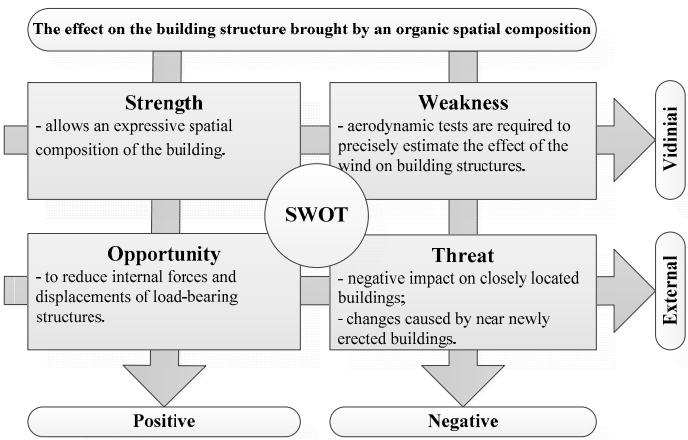 The effect on the building structure brought by an organic spatial composition
Strength
- allows an expressive spatial
composition of the building.
Weakness
- aerodynamic tests are required to
precisely estimate the effect of the
wind on building structures.
Vidiniai
SWOT
Opportunity
- to reduce internal forces and
displacements of load-bearing
structures.
Threat
- negative impact on closely located
buildings;
- changes caused by near newly
erected buildings.
External
Positive
Negative